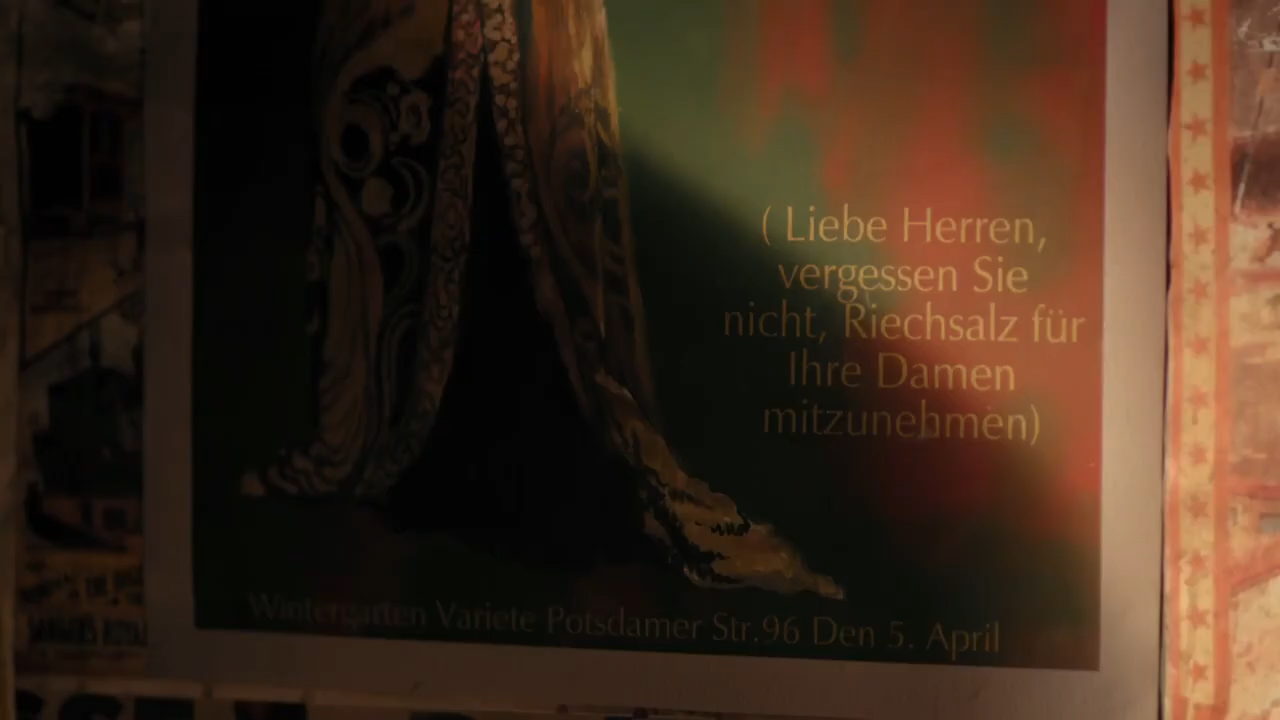 ( Liebe Herren,
vergessen Sie
nicht, Riechsalz für
Ihre Damen
mitzunehmen)
Wintergarten Variete Potsdamer Str.96 Den 5. April